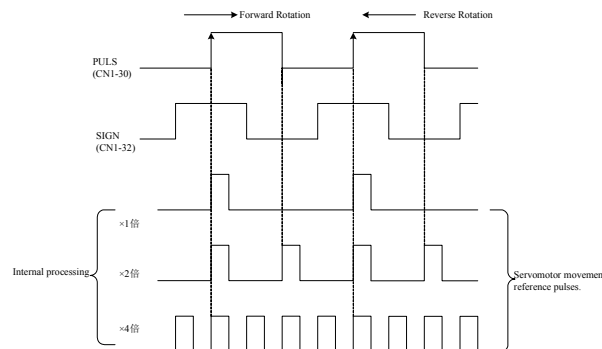 Forward Rotation
Reverse Rotation
PULS
(CN1-30)
SIGN
(CN1-32)
×1倍
Internal processing
×2倍
Servomotor movement
reference pulses.
×4倍